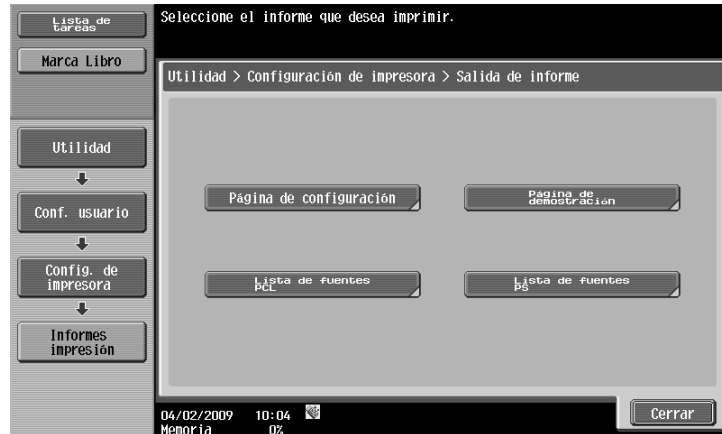 Lista de
tareas
Seleccione el informe que desea imprimir.
Marca Libro
Utilidad > Configuración de impresora > Salida de informe
Utilidad
Conf. usuario
Config. de
impresora
Informes
impresión
Página de configuración
Página de
demostración
Lista de fuentes
PCL
Lista de fuentes
PS
04/02/2009 10:04
Memoria 0%
Cerrar